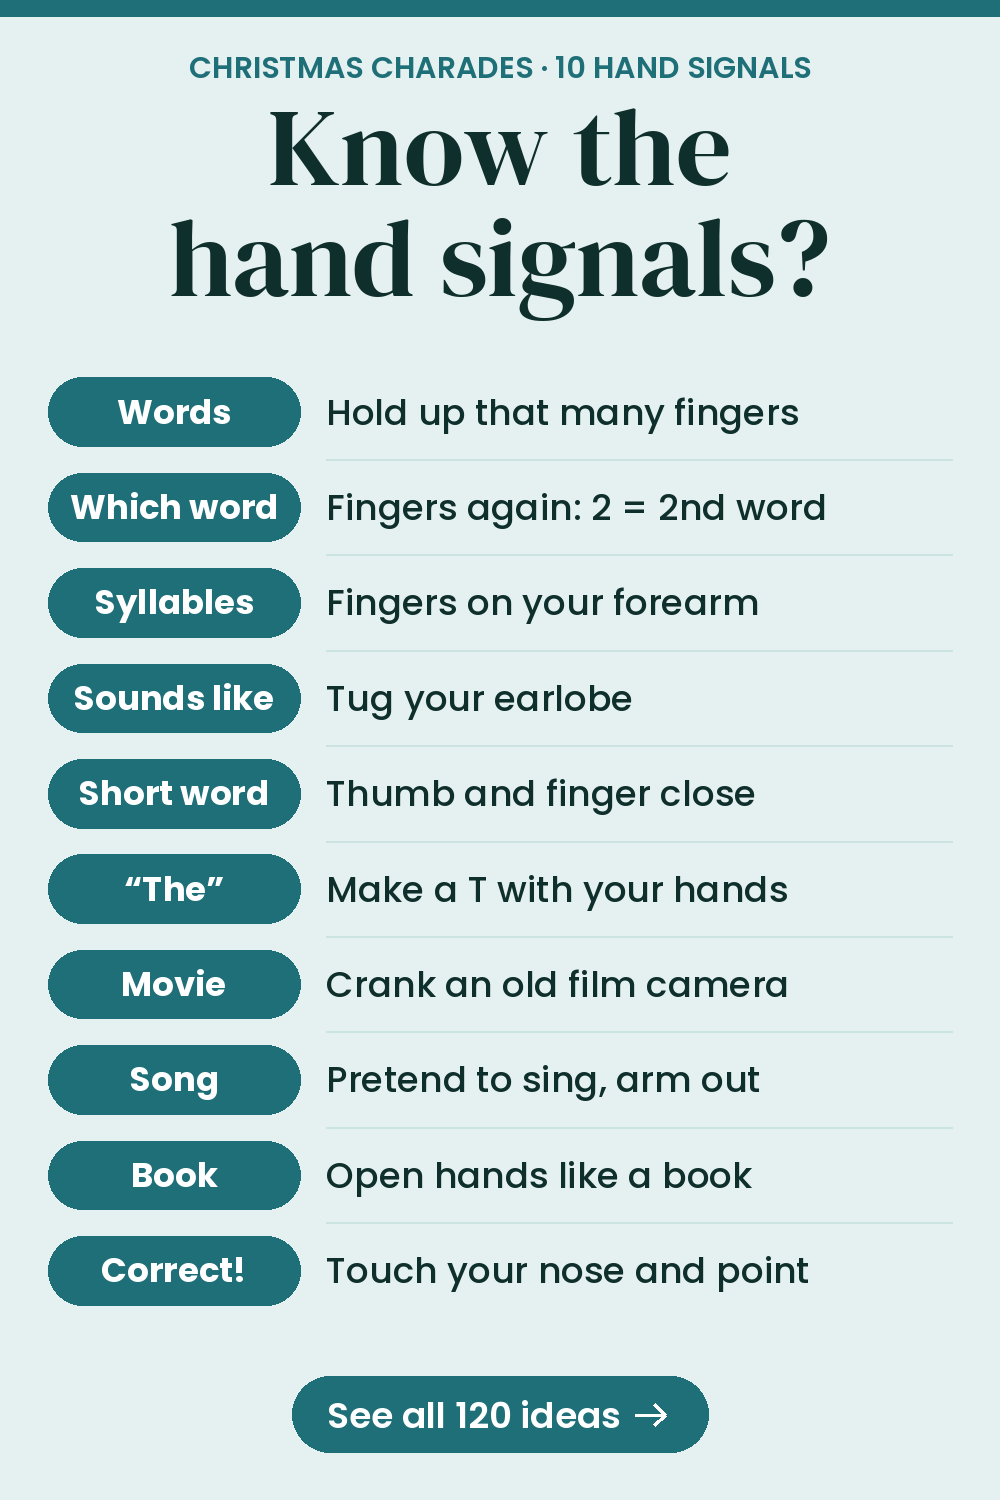 CHRISTMAS CHARADES · 10 HAND SIGNALS
Know the
hand signals?
Words Hold up that many fingers
Which word Fingers again: 2 = 2nd word
Syllables Fingers on your forearm
Sounds like Tug your earlobe
Short word Thumb and finger close
“The” Make a T with your hands
Movie Crank an old film camera
Song Pretend to sing, arm out
Book Open hands like a book
Correct! Touch your nose and point
See all 120 ideas →